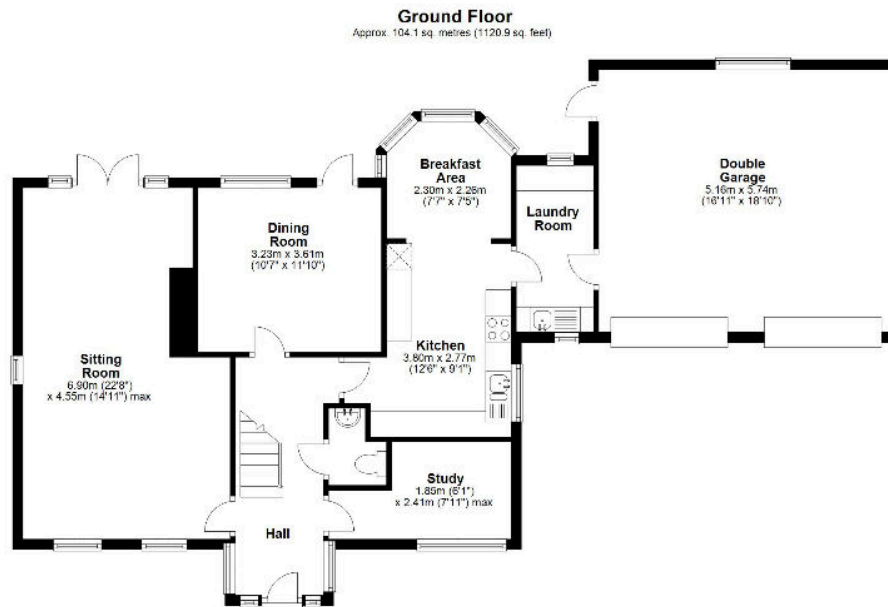 Ground Floor
Approx. 104.1 sq. metres (1120.9 sq. feet)
Breakfast
Area
2.30m x 2.26m
(7'7" x 7'5")
Double
Garage
5.16m x 5.74m
(16'11" x 18'10")
Laundry
Room
Dining
Room
3.23m x 3.61m
(10'7" x 11'10")
Kitchen
3.80m x 2.77m
(12'6" x 9'1")
Sitting
Room
6.90m (22'8")
x 4.55m (14'11") max
Study
1.85m (6'1")
x 2.41m (7'11") max
Hall